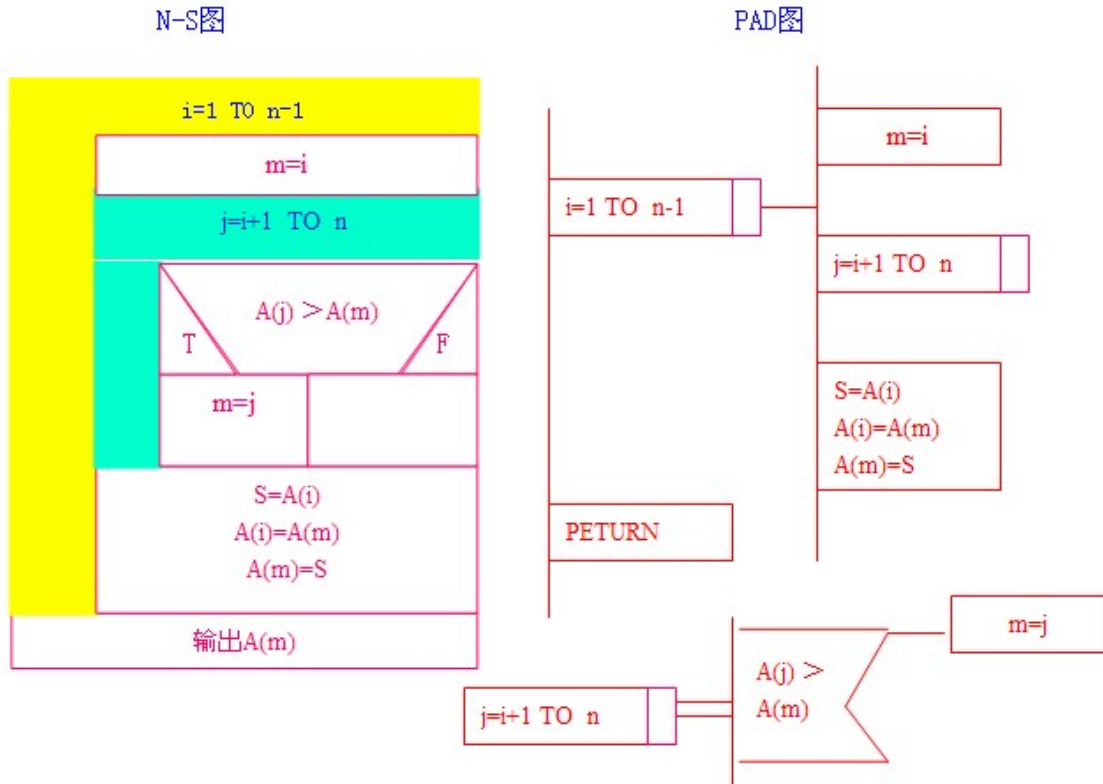 N-S图
i=1 TO n-1
m=i
j=i+1 TO n
A(j) ＞A(m)
T
F
m=j
S=A(i)
A(i)=A(m)
A(m)=S
输出A(m)
PAD图
i=1 TO n-1
m=i
j=i+1 TO n
S=A(i)
A(i)=A(m)
A(m)=S
PETURN
j=i+1 TO n
A(j) ＞
A(m)
m=j